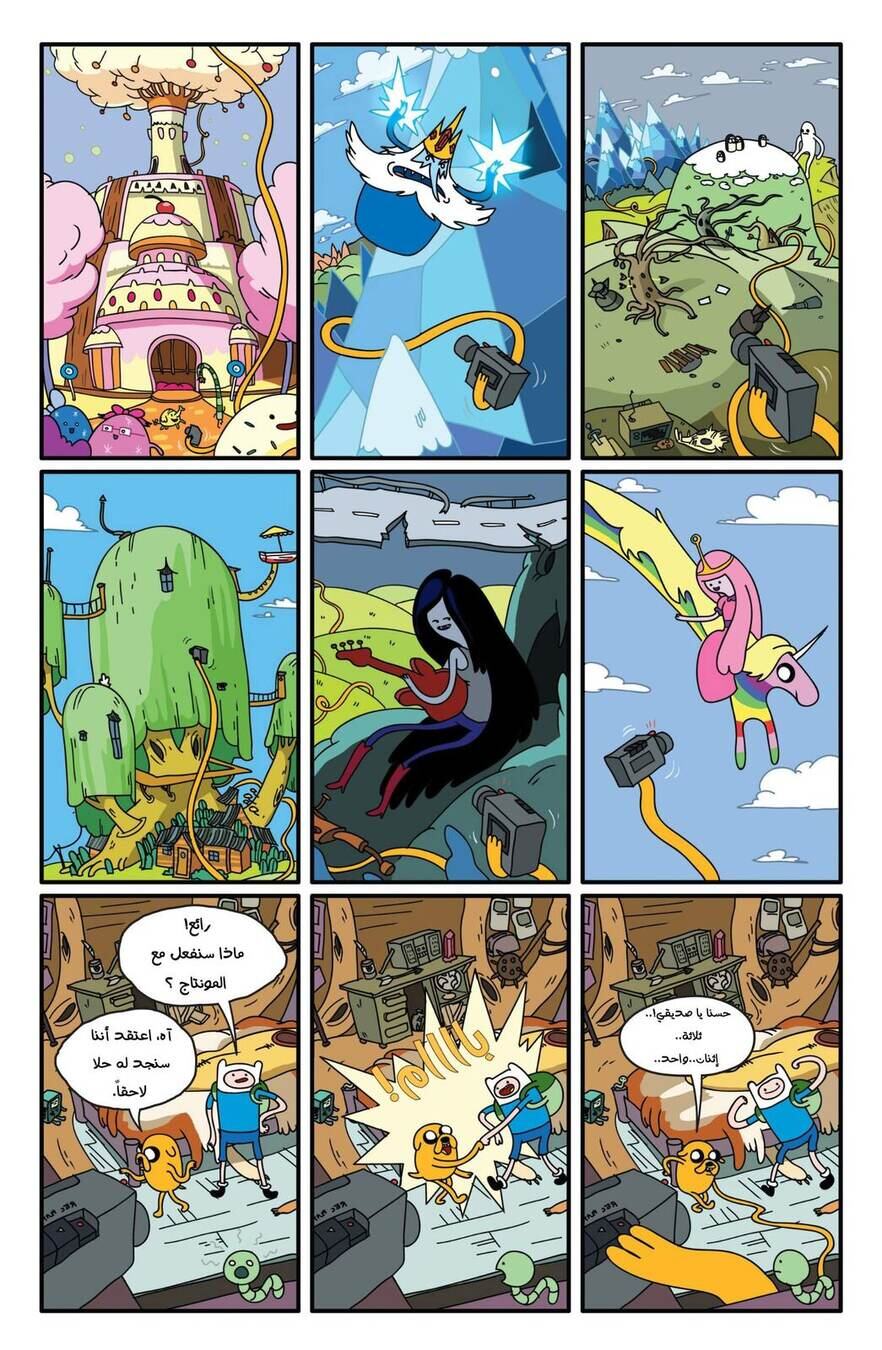 حسنا يا صديقي!..
ثلاثة..
إثنان..واحد..
باااام!
رائع!
ماذا سنفعل مع
المونتاج ؟
آه، اعتقد أننا
سنجد له حلا
لاحقاً.